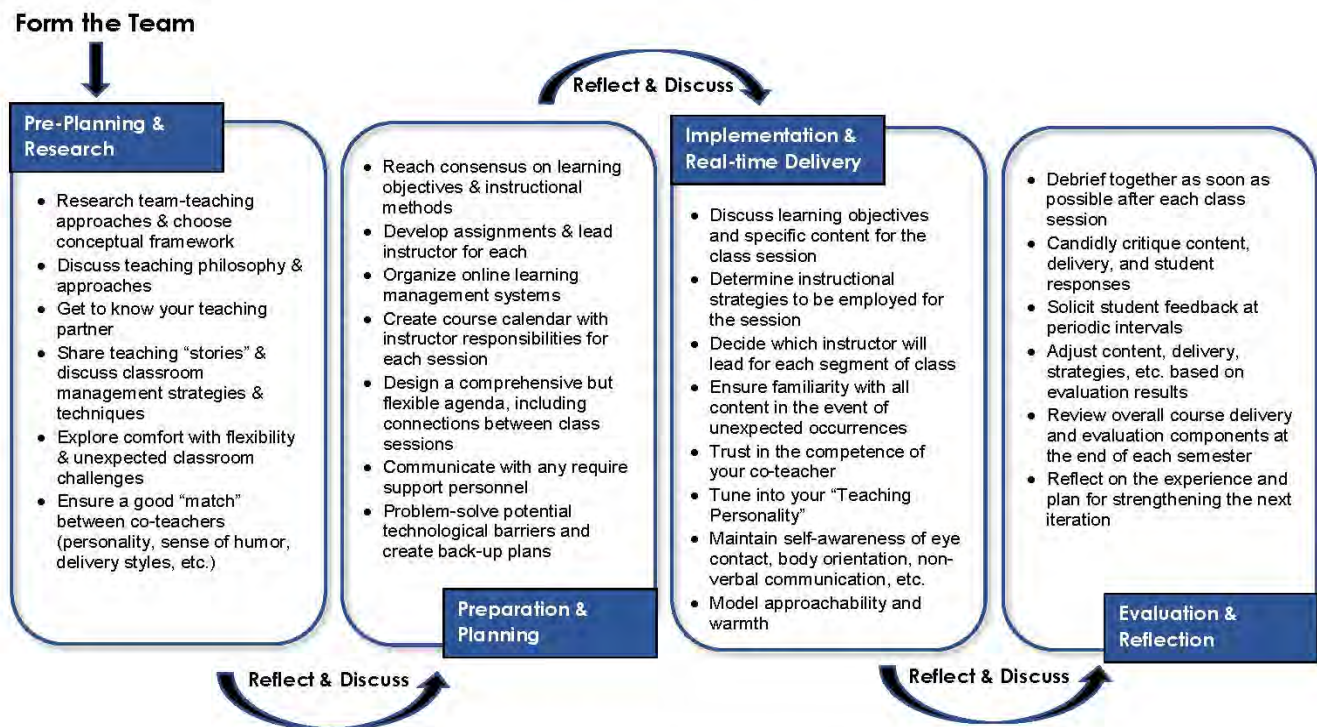 Form the Team
Pre-Planning &
Research
• Research team-teaching
approaches & choose
conceptual framework
• Discuss teaching philosophy &
approaches
• Get to know your teaching
partner
• Share teaching “stories” &
discuss classroom
management strategies &
techniques
• Explore comfort with flexibility
& unexpected classroom
challenges
• Ensure a good “match”
between co-teachers
(personality, sense of humor,
delivery styles, etc.)
Reflect & Discuss
• Reach consensus on learning
objectives & instructional
methods
• Develop assignments & lead
instructor for each
• Organize online learning
management systems
• Create course calendar with
instructor responsibilities for
each session
• Design a comprehensive but
flexible agenda, including
connections between class
sessions
• Communicate with any require
support personnel
• Problem-solve potential
technological barriers and
create back-up plans
Preparation &
Planning
Reflect & Discuss
Implementation &
Real-time Delivery
• Discuss learning objectives
and specific content for the
class session
• Determine instructional
strategies to be employed for
the session
• Decide which instructor will
lead for each segment of class
• Ensure familiarity with all
content in the event of
unexpected occurrences
• Trust in the competence of
your co-teacher
• Tune into your “Teaching
Personality”
• Maintain self-awareness of eye
contact, body orientation, non-
verbal communication, etc.
• Model approachability and
warmth
Reflect & Discuss
• Debrief together as soon as
possible after each class
session
• Candidly critique content,
delivery, and student
responses
• Solicit student feedback at
periodic intervals
• Adjust content, delivery,
strategies, etc. based on
evaluation results
• Review overall course delivery
and evaluation components at
the end of each semester
• Reflect on the experience and
plan for strengthening the next
iteration
Evaluation &
Reflection